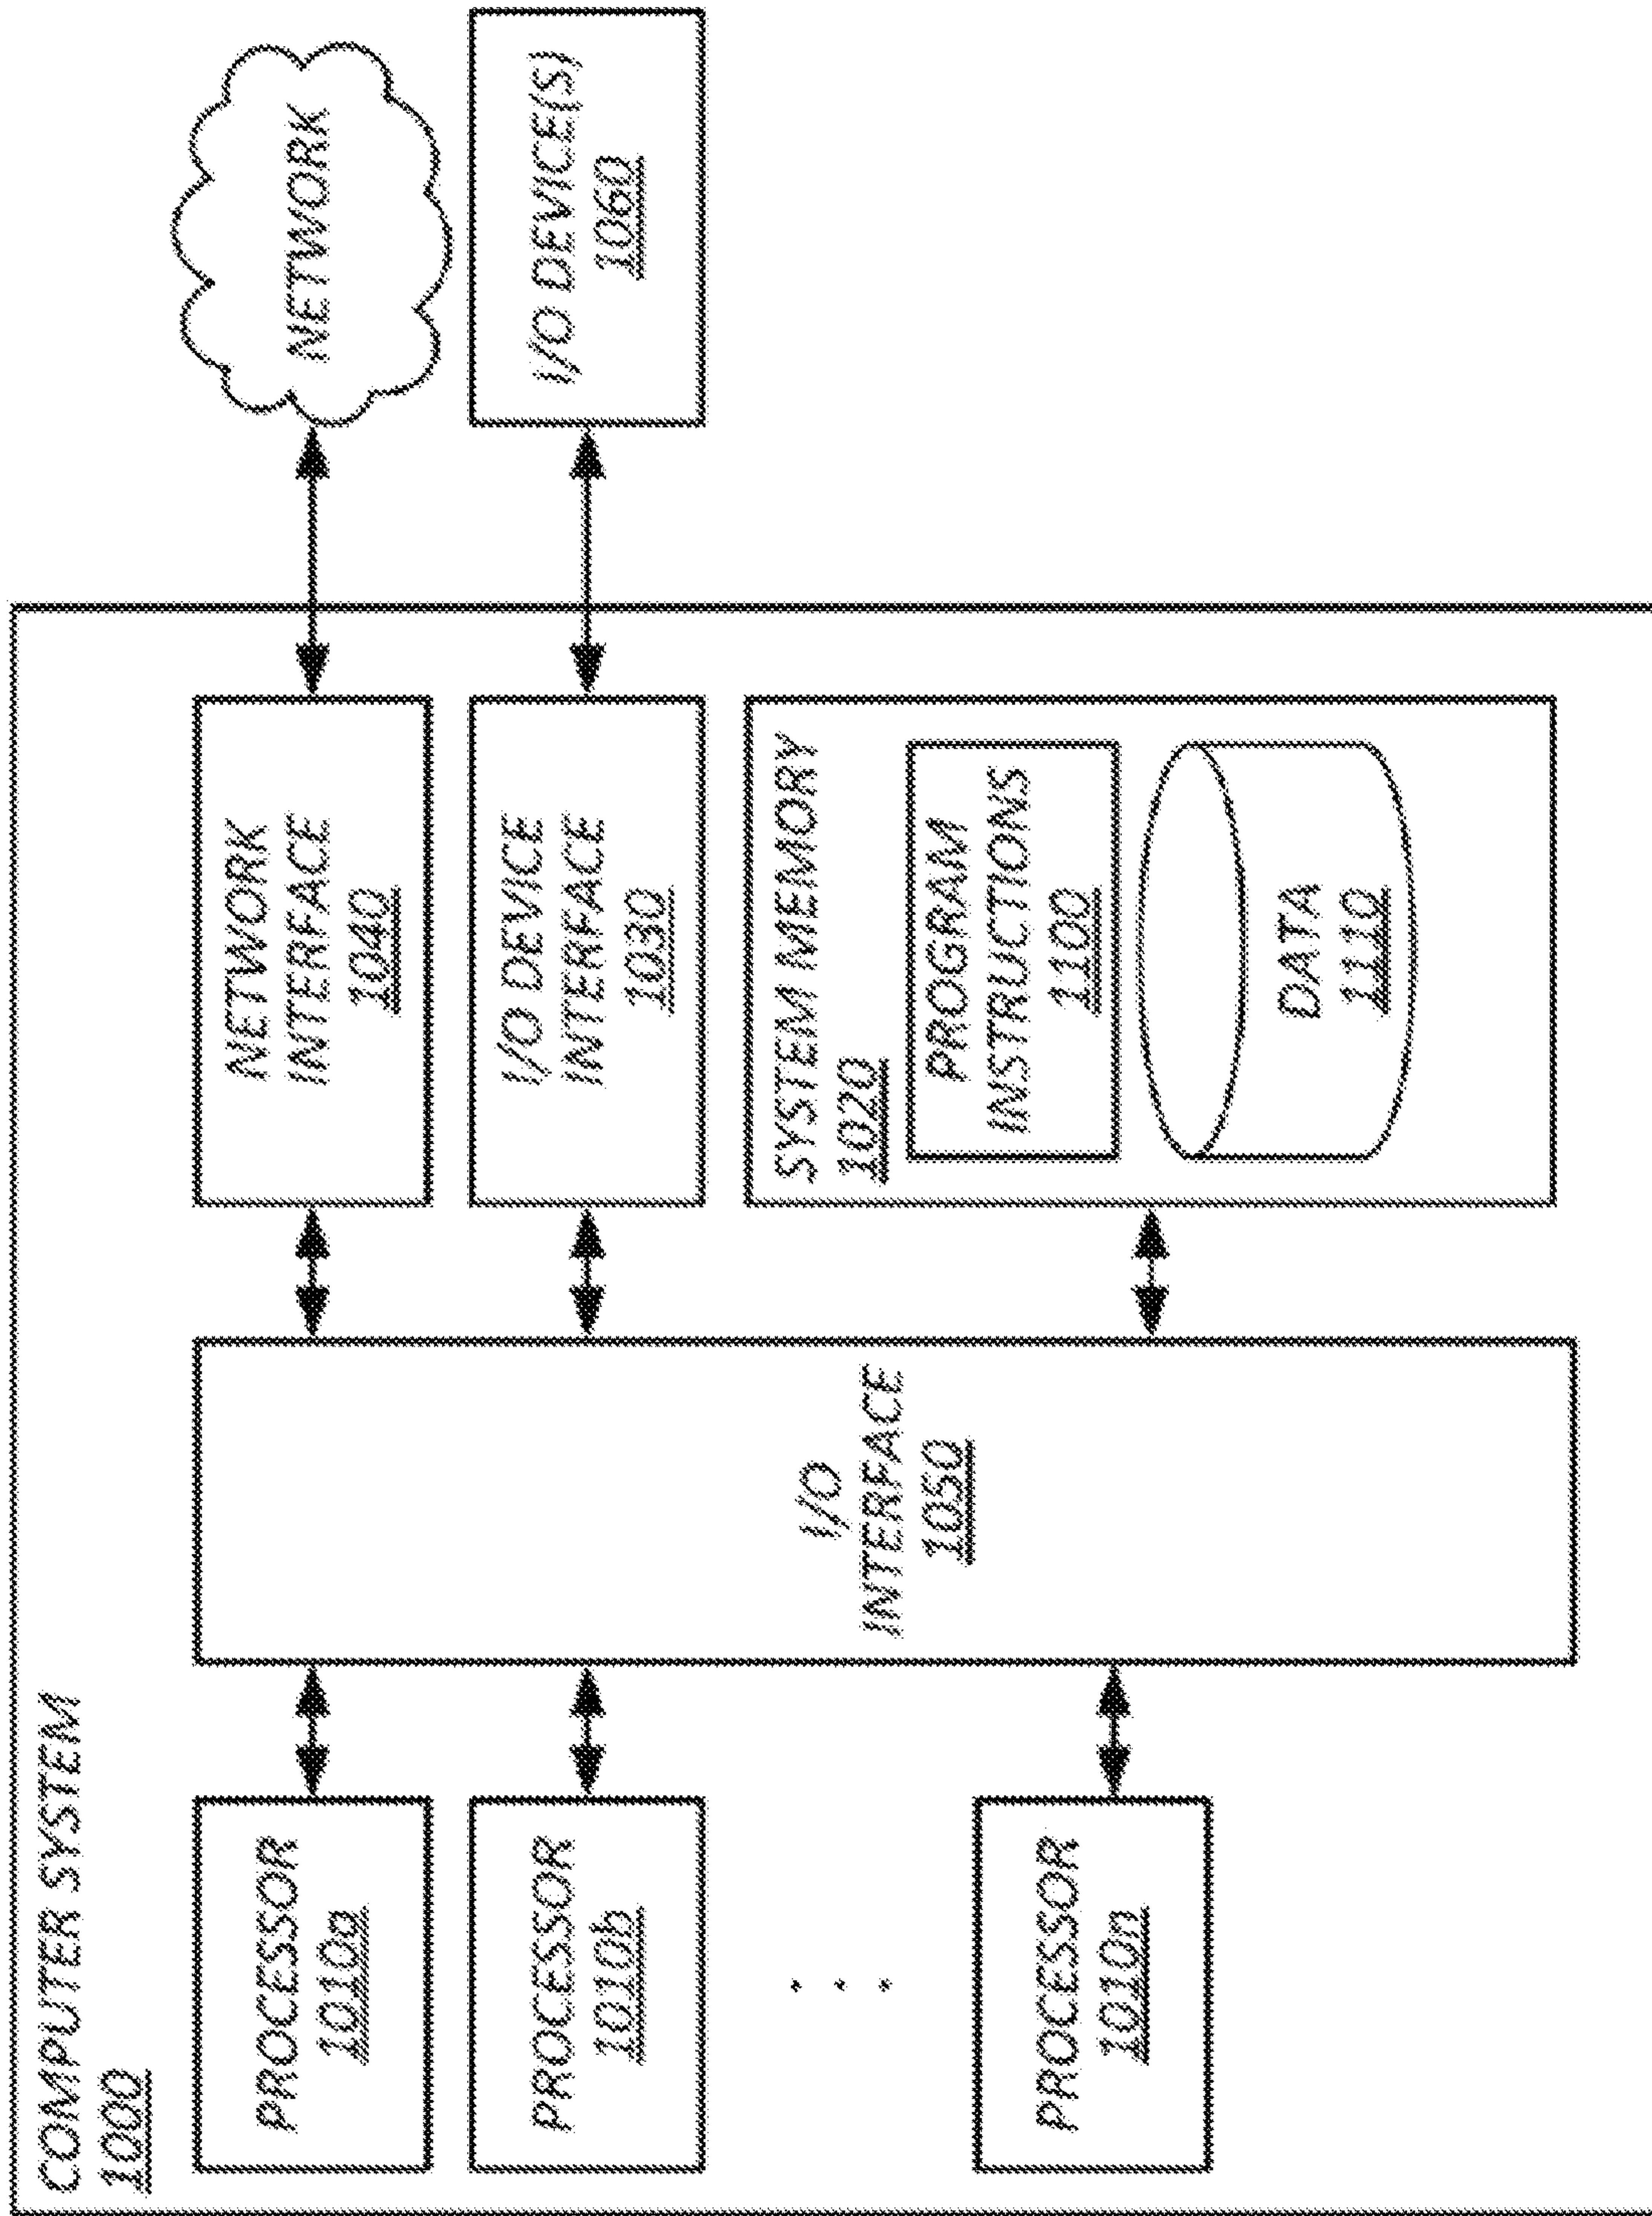 COMPUTER SYSTEM
1000
PROCESSOR
1010a
PROCESSOR
1010b
. . .
PROCESSOR
1010n
I/O
INTERFACE
1050
NETWORK
INTERFACE
1040
I/O DEVICE
INTERFACE
1030
SYSTEM MEMORY
1020
PROGRAM
INSTRUCTIONS
1100
DATA
1110
NETWORK
I/O DEVICE(S)
1060